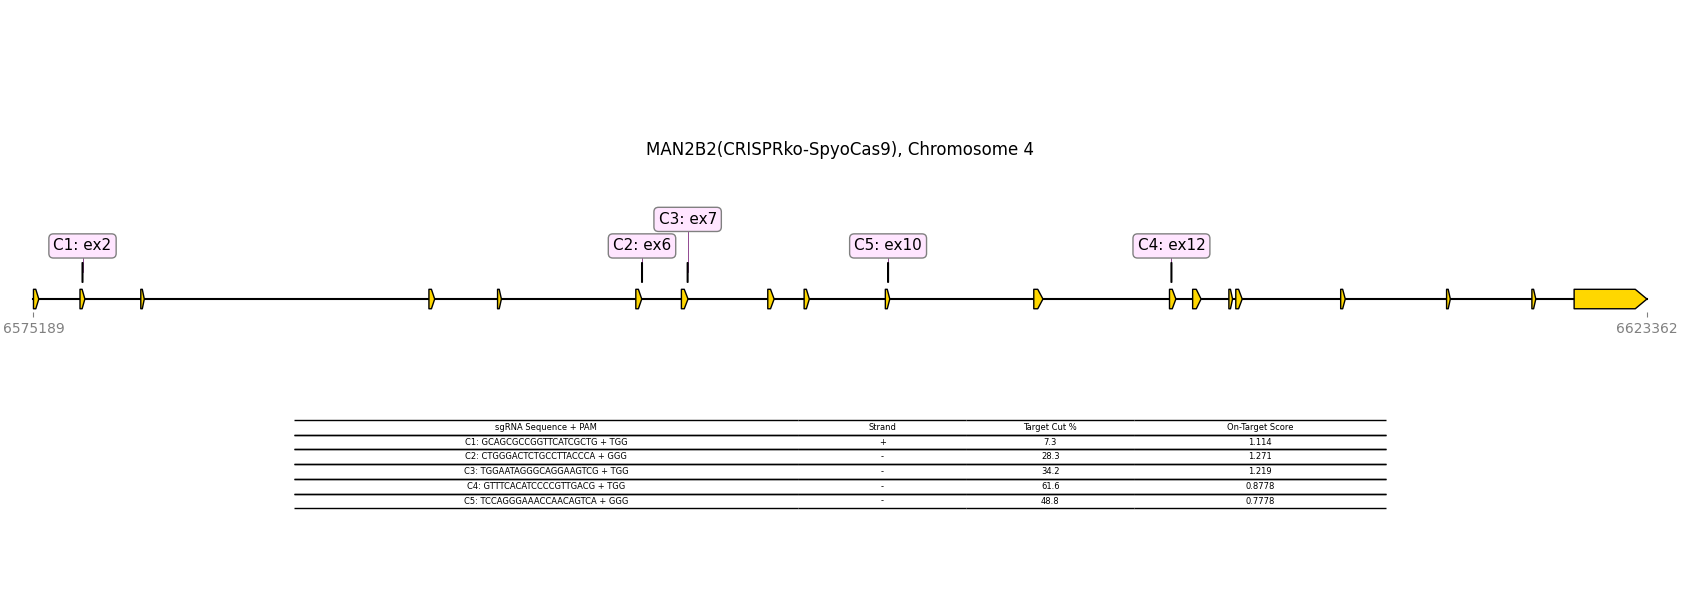 MAN2B2(CRISPRko-SpyoCas9), Chromosome 4
C3: ex7
C1: ex2 C2: ex6 C5: ex10 C4: ex12
6575189 6623362
sgRNA Sequence + PAM Strand Target Cut % On-Target Score
C1: GCAGCGCCGGTTCATCGCTG + TGG + 7.3 1.114
C2: CTGGGACTCTGCCTTACCCA + GGG - 28.3 1.271
C3: TGGAATAGGGCAGGAAGTCG + TGG - 34.2 1.219
C4: GTTTCACATCCCCGTTGACG + TGG - 61.6 0.8778
C5: TCCAGGGAAACCAACAGTCA + GGG - 48.8 0.7778